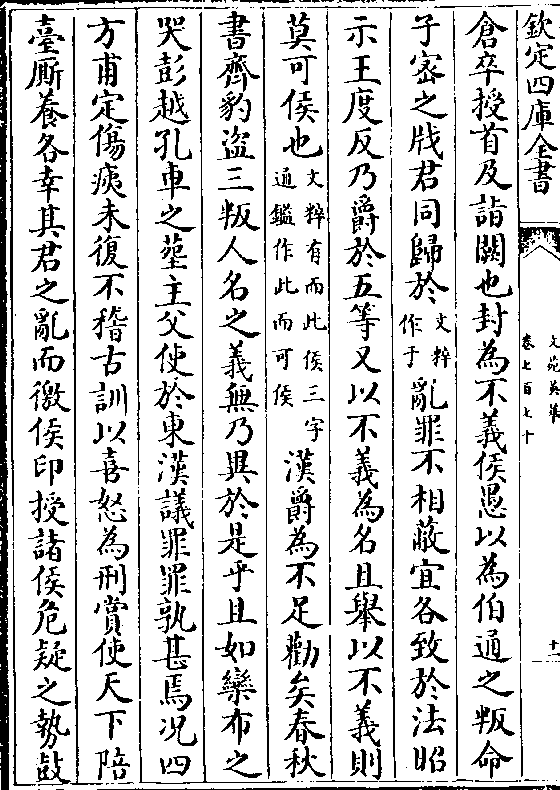 欽定四庫全書
文苑英華
卷七百七十
十一
倉卒授首及詣闕也封為不義侯愚以為伯通之叛命
子密之戕君同歸於文粹作于亂罪不相蔽宜各致於法昭
示王度反乃爵於五等又以不義為名且舉以不義則
莫可侯也文粹有而此侯三字通鑑作此而可侯漢爵為不足勸矣春秋
書齊豹盜三叛人名之義無乃異於是乎且如欒布之
哭彭越孔車之塟主父使於東漢議罪罪孰甚焉况四
方甫定傷痍未復不稽古訓以喜怒為刑賞使天下陪
臺厮養各幸其君之亂而徼侯印授諸侯危疑之勢鼓